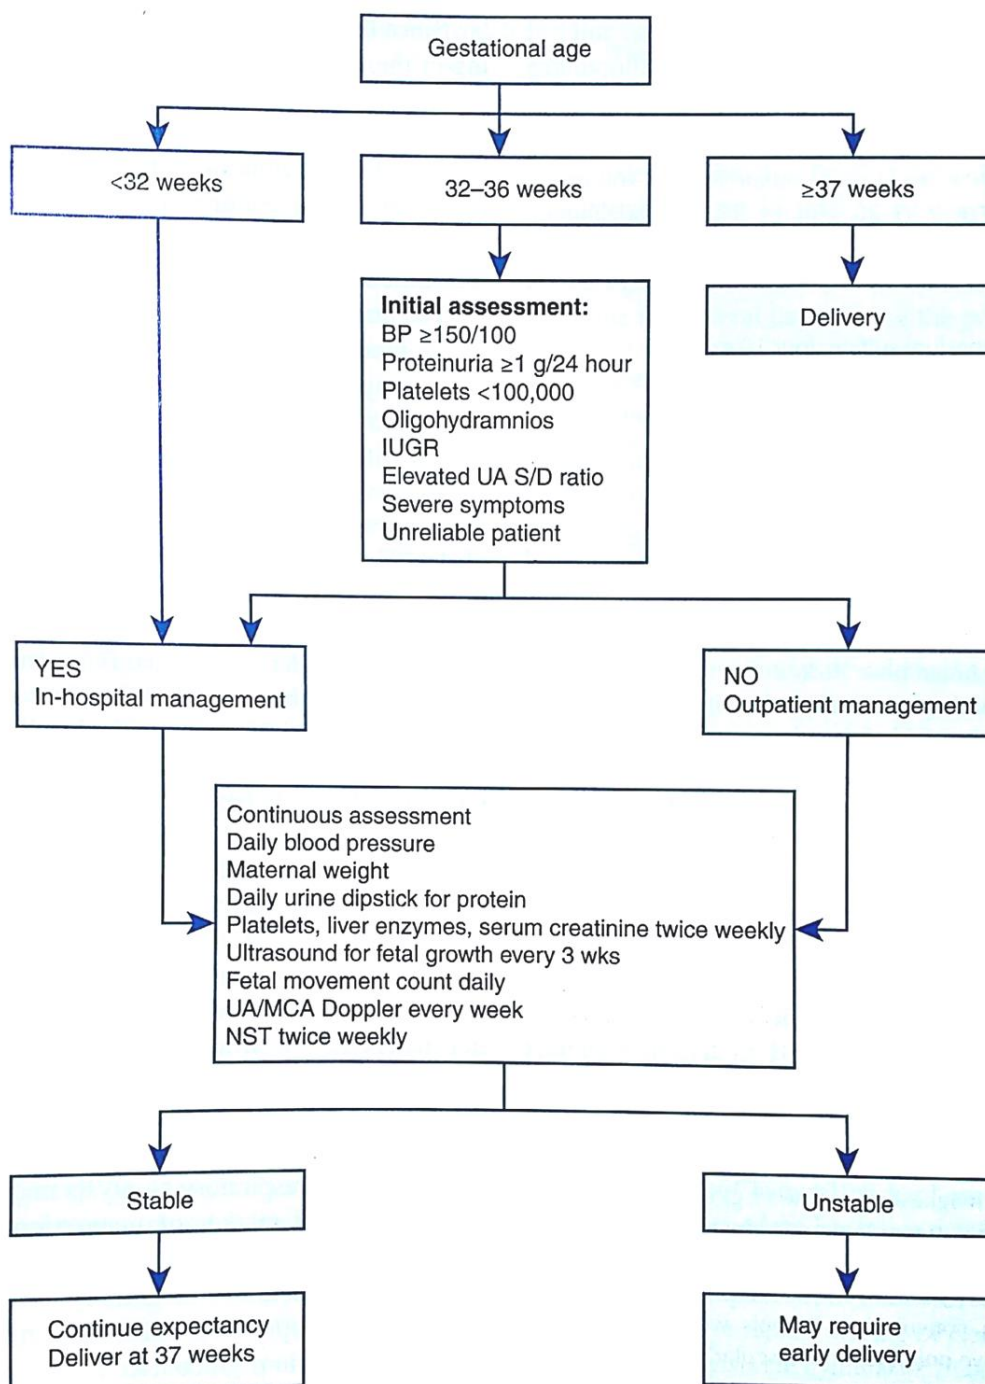 Gestational age
<32 weeks
32–36 weeks
≥37 weeks
Initial assessment:
BP ≥150/100
Proteinuria ≥1 g/24 hour
Platelets <100,000
Oligohydramnios
IUGR
Elevated UA S/D ratio
Severe symptoms
Unreliable patient
Delivery
YES
In-hospital management
NO
Outpatient management
Continuous assessment
Daily blood pressure
Maternal weight
Daily urine dipstick for protein
Platelets, liver enzymes, serum creatinine twice weekly
Ultrasound for fetal growth every 3 wks
Fetal movement count daily
UA/MCA Doppler every week
NST twice weekly
Stable
Unstable
Continue expectancy
Deliver at 37 weeks
May require
early delivery